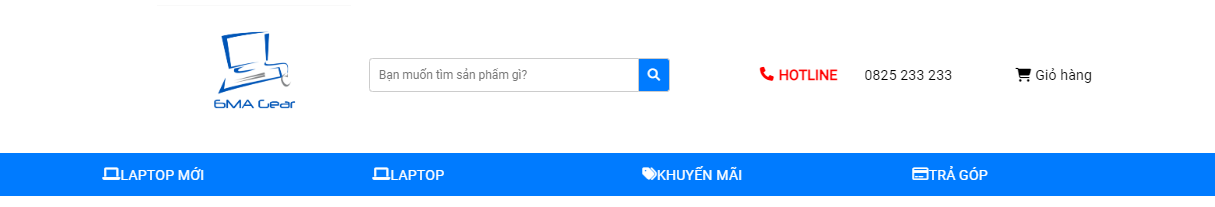 6MA Gear
Bạn muốn tìm sản phẩm gì?
HOTLINE 0825 233 233 Giỏ hàng
LAPTOP MỚI LAPTOP KHUYẾN MÃI TRẢ GÓP